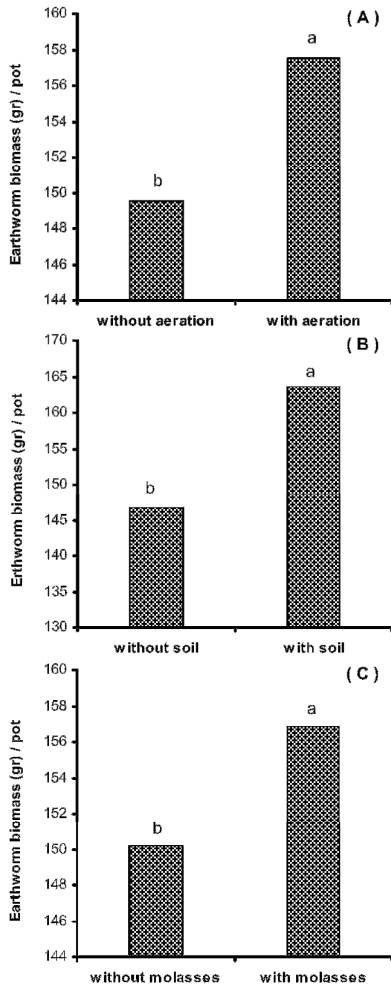 ( A )
160
158
156
154
152
150
148
146
144
Earthworm biomass (gr) / pot
b
a
without aeration with aeration
( B )
170
165
160
155
150
145
140
135
130
Erthworm biomass (gr) / pot
b
a
without soil with soil
( C )
160
158
156
154
152
150
148
146
144
Earthworm biomass (gr) / pot
b
a
without molasses with molasses